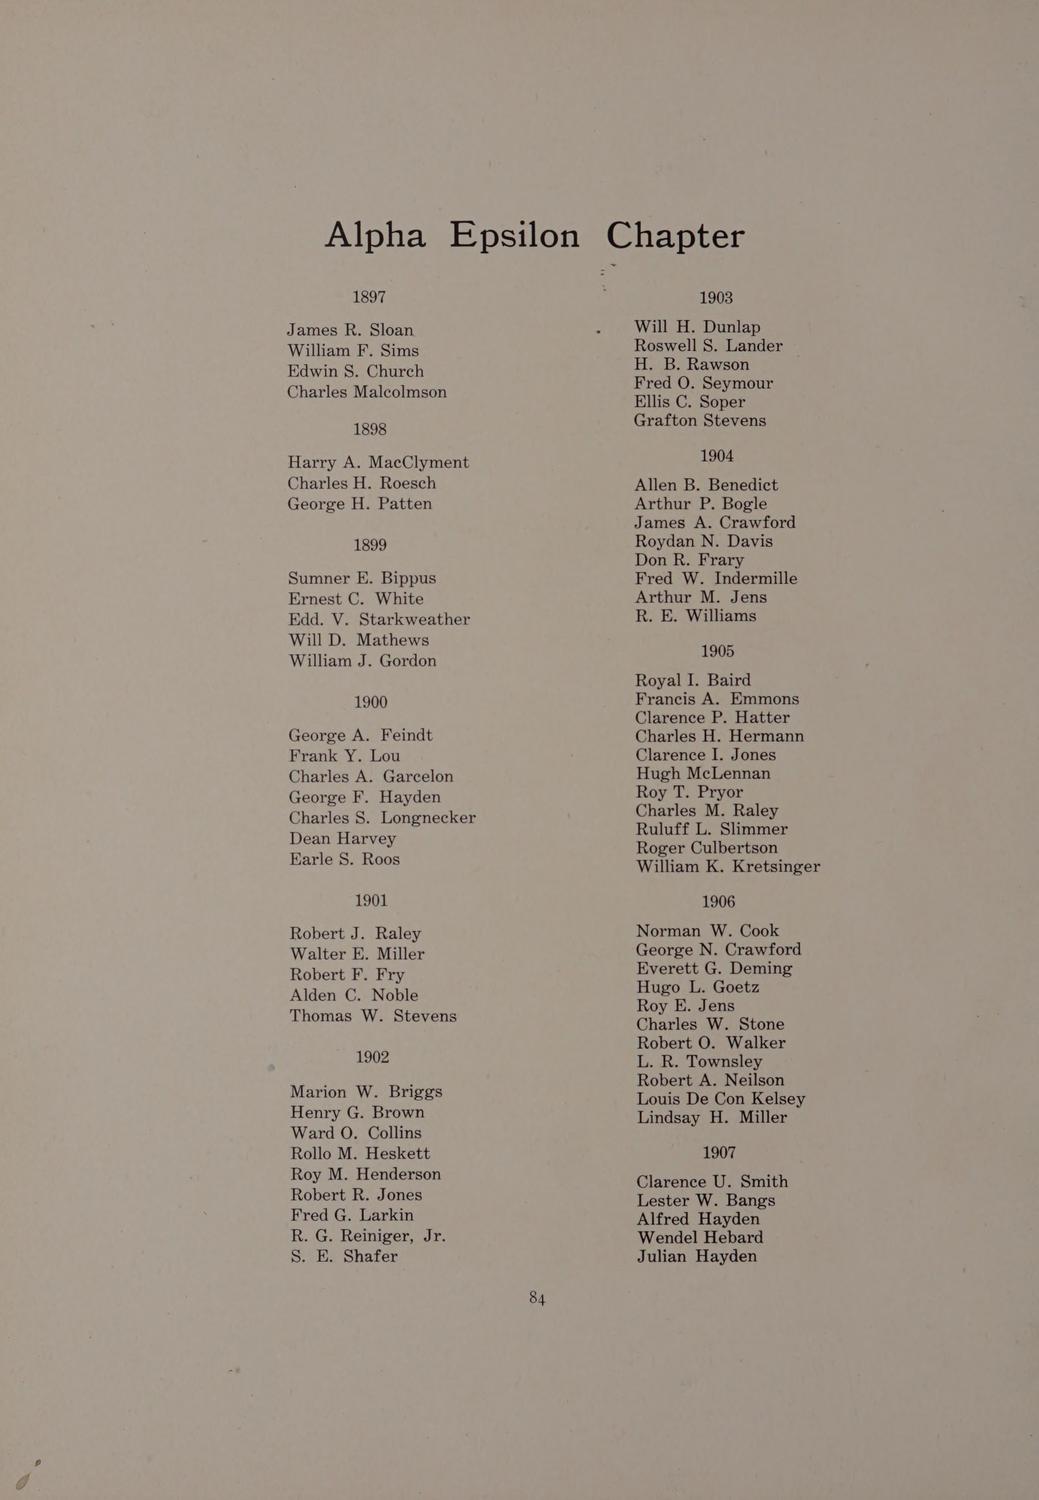 Alpha Epsilon Chapter
1897
James R. Sloan
William F. Sims
Edwin S. Church
Charles Malcolmson
1898
Harry A. MacClyment
Charles H. Roesch
George H. Patten
1899
Sumner E. Bippus
Ernest C. White
Edd. V. Starkweather
Will D. Mathews
William J. Gordon
1900
George A. Feindt
Frank Y. Lou
Charles A. Garcelon
George F. Hayden
Charles S. Longnecker
Dean Harvey
Earle S. Roos
1901
Robert J. Raley
Walter E. Miller
Robert F. Fry
Alden C. Noble
Thomas W. Stevens
1902
Marion W. Briggs
Henry G. Brown
Ward O. Collins
Rollo M. Heskett
Roy M. Henderson
Robert R. Jones
Fred G. Larkin
R. G. Reiniger, Jr.
S. E. Shafer
1903
Will H. Dunlap
Roswell S. Lander
H. B. Rawson
Fred O. Seymour
Ellis C. Soper
Grafton Stevens
1904
Allen B. Benedict
Arthur P. Bogle
James A. Crawford
Roydan N. Davis
Don R. Frary
Fred W. Indermille
Arthur M. Jens
R. E. Williams
1905
Royal I. Baird
Francis A. Emmons
Clarence P. Hatter
Charles H. Hermann
Clarence I. Jones
Hugh McLennan
Roy T. Pryor
Charles M. Raley
Ruluff L. Slimmer
Roger Culbertson
William K. Kretsinger
1906
Norman W. Cook
George N. Crawford
Everett G. Deming
Hugo L. Goetz
Roy E. Jens
Charles W. Stone
Robert O. Walker
L. R. Townsley
Robert A. Neilson
Louis De Con Kelsey
Lindsay H. Miller
1907
Clarence U. Smith
Lester W. Bangs
Alfred Hayden
Wendel Hebard
Julian Hayden
84